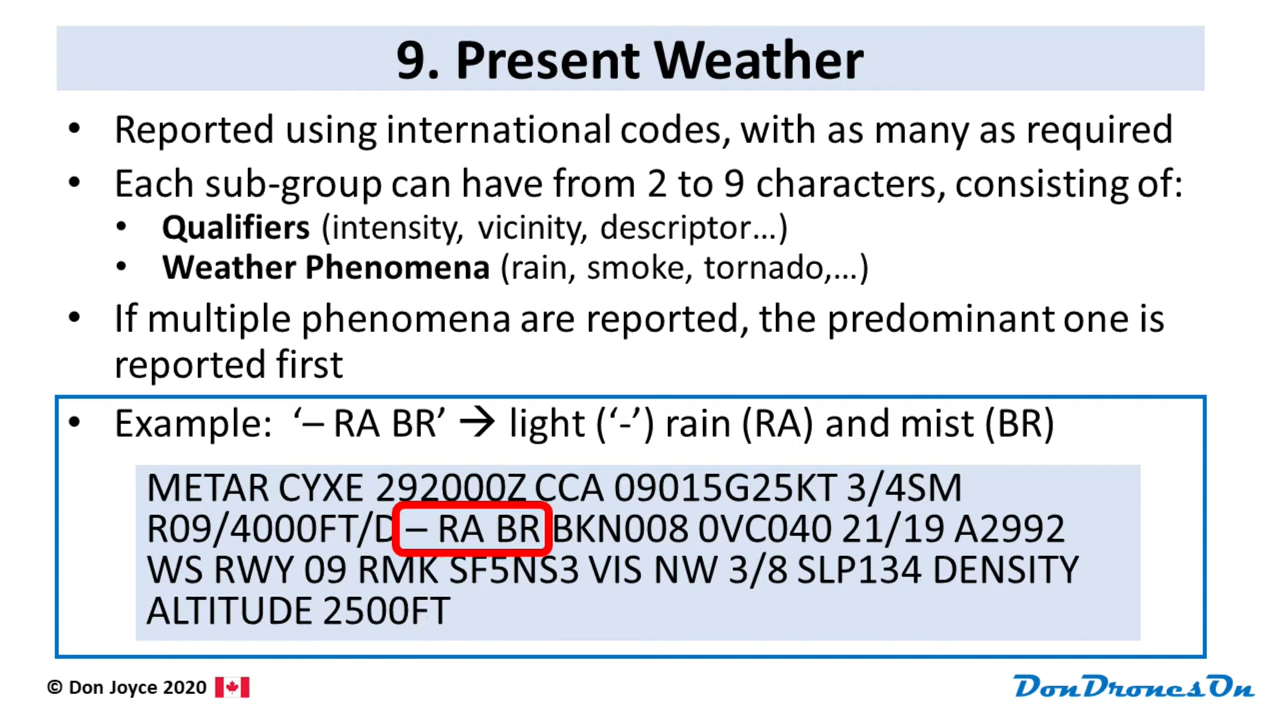 9. Present Weather
• Reported using international codes, with as many as required
• Each sub-group can have from 2 to 9 characters, consisting of:
• Qualifiers (intensity, vicinity, descriptor…)
• Weather Phenomena (rain, smoke, tornado,…)
• If multiple phenomena are reported, the predominant one is
reported first
• Example: ‘– RA BR’ → light (‘-’) rain (RA) and mist (BR)
METAR CYXE 292000Z CCA 09015G25KT 3/4SM
R09/4000FT/D – RA BR BKN008 0VC040 21/19 A2992
WS RWY 09 RMK SF5NS3 VIS NW 3/8 SLP134 DENSITY
ALTITUDE 2500FT
© Don Joyce 2020
DonDronesOn